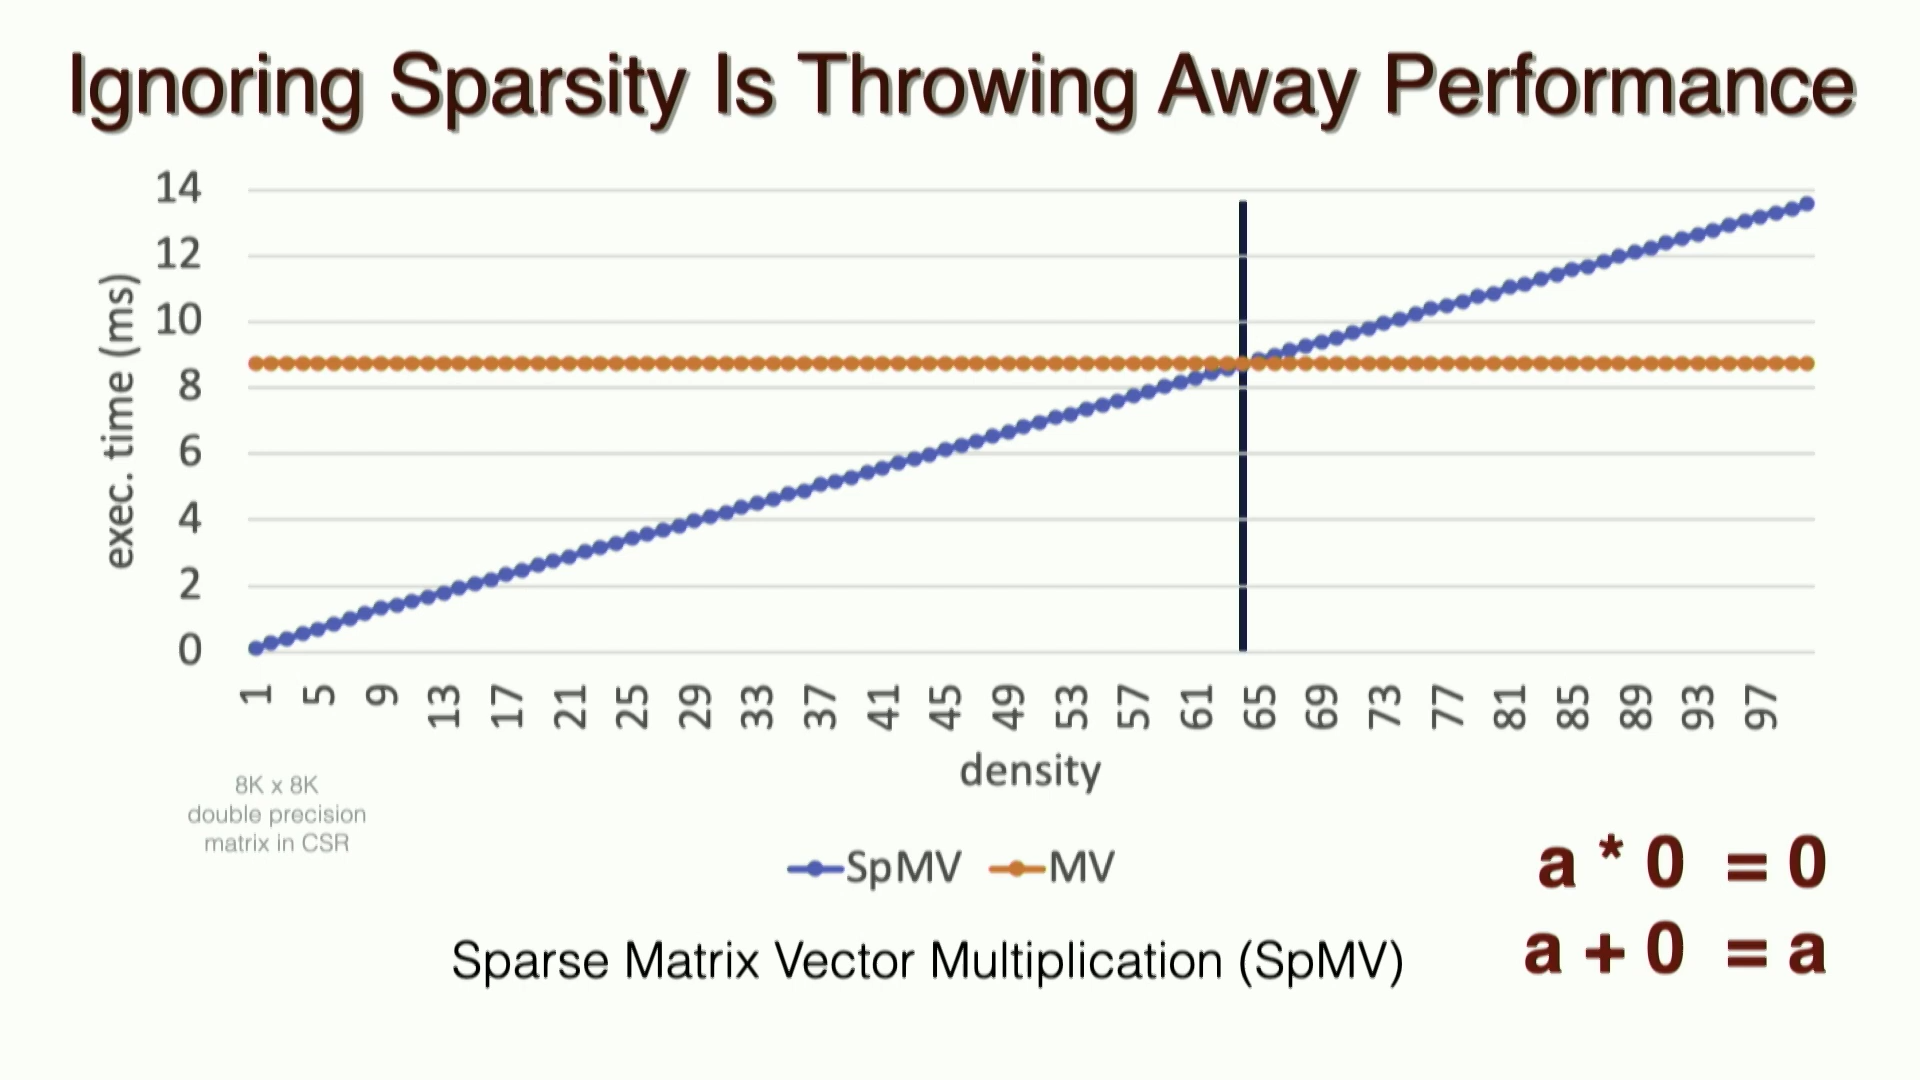 Ignoring Sparsity Is Throwing Away Performance
14
12
10
8
6
4
2
0
exec. time (ms)
1 5 9 13 17 21 25 29 33 37 41 45 49 53 57 61 65 69 73 77 81 85 89 93 97
density
8K x 8K
double precision
matrix in CSR
SpMV MV
a * 0 = 0
a + 0 = a
Sparse Matrix Vector Multiplication (SpMV)